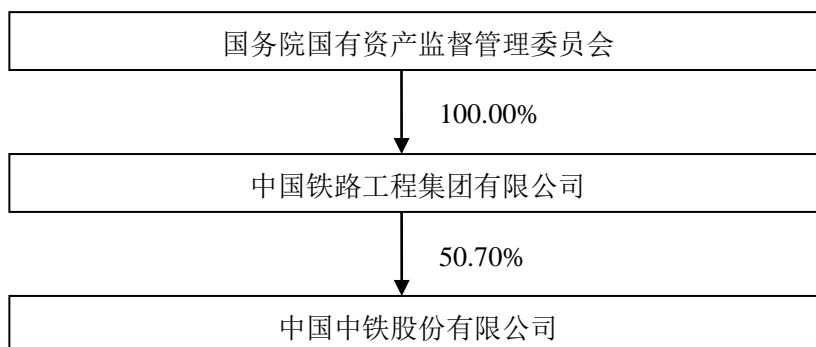 国务院国有资产监督管理委员会
100.00%
中国铁路工程集团有限公司
50.70%
中国中铁股份有限公司